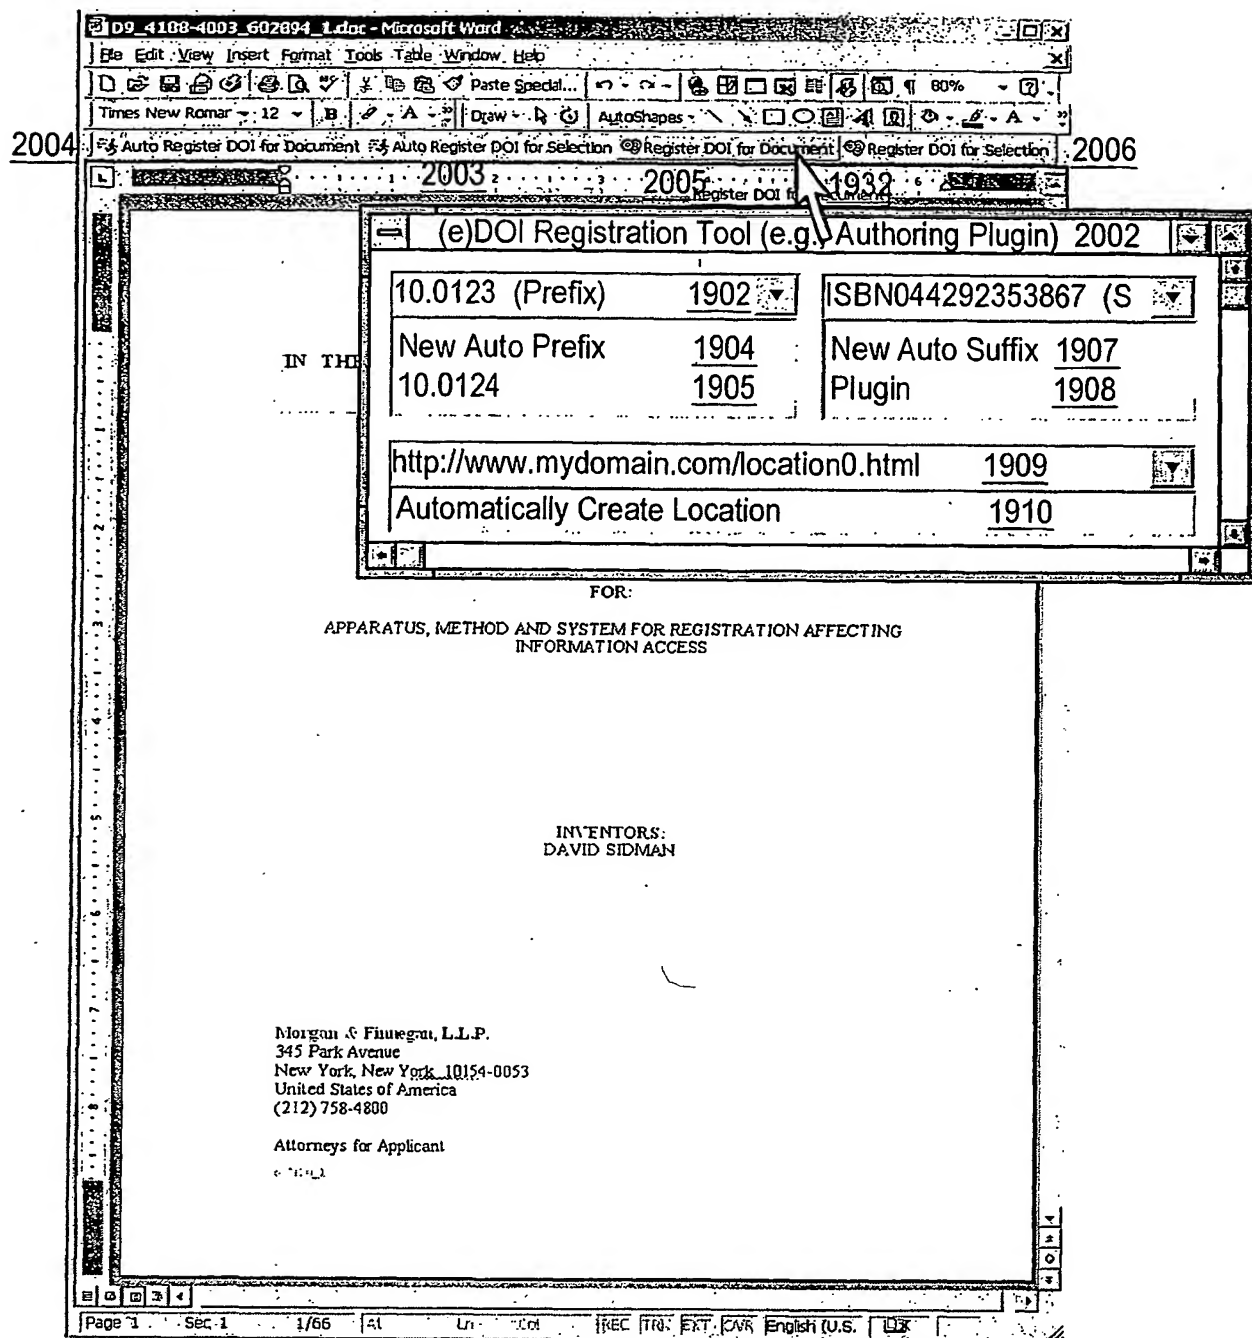 D9_4188-4003_602894_1.doc - Microsoft Word
File Edit View Insert Format Tools Table Window Help
Paste Special... 80%
Times New Roman 12 B A Draw AutoShapes A
2004 Auto Register DOI for Document Auto Register DOI for Selection Register DOI for Document Register DOI for Selection 2006
2003 2005 1932
Register DOI for Document
(e)DOI Registration Tool (e.g., Authoring Plugin) 2002
10.0123 (Prefix) 1902 ISBN044292353867 (S
New Auto Prefix 1904 New Auto Suffix 1907
10.0124 1905 Plugin 1908
http://www.mydomain.com/location0.html 1909
Automatically Create Location 1910
IN THE
FOR:
APPARATUS, METHOD AND SYSTEM FOR REGISTRATION AFFECTING
INFORMATION ACCESS
INVENTORS:
DAVID SIDMAN
Morgan & Finnegan, L.L.P.
345 Park Avenue
New York, New York 10154-0053
United States of America
(212) 758-4800
Attorneys for Applicant
Page 1 Sec 1 1/66 At Ln Col REC TRK EXT OVR English (U.S.